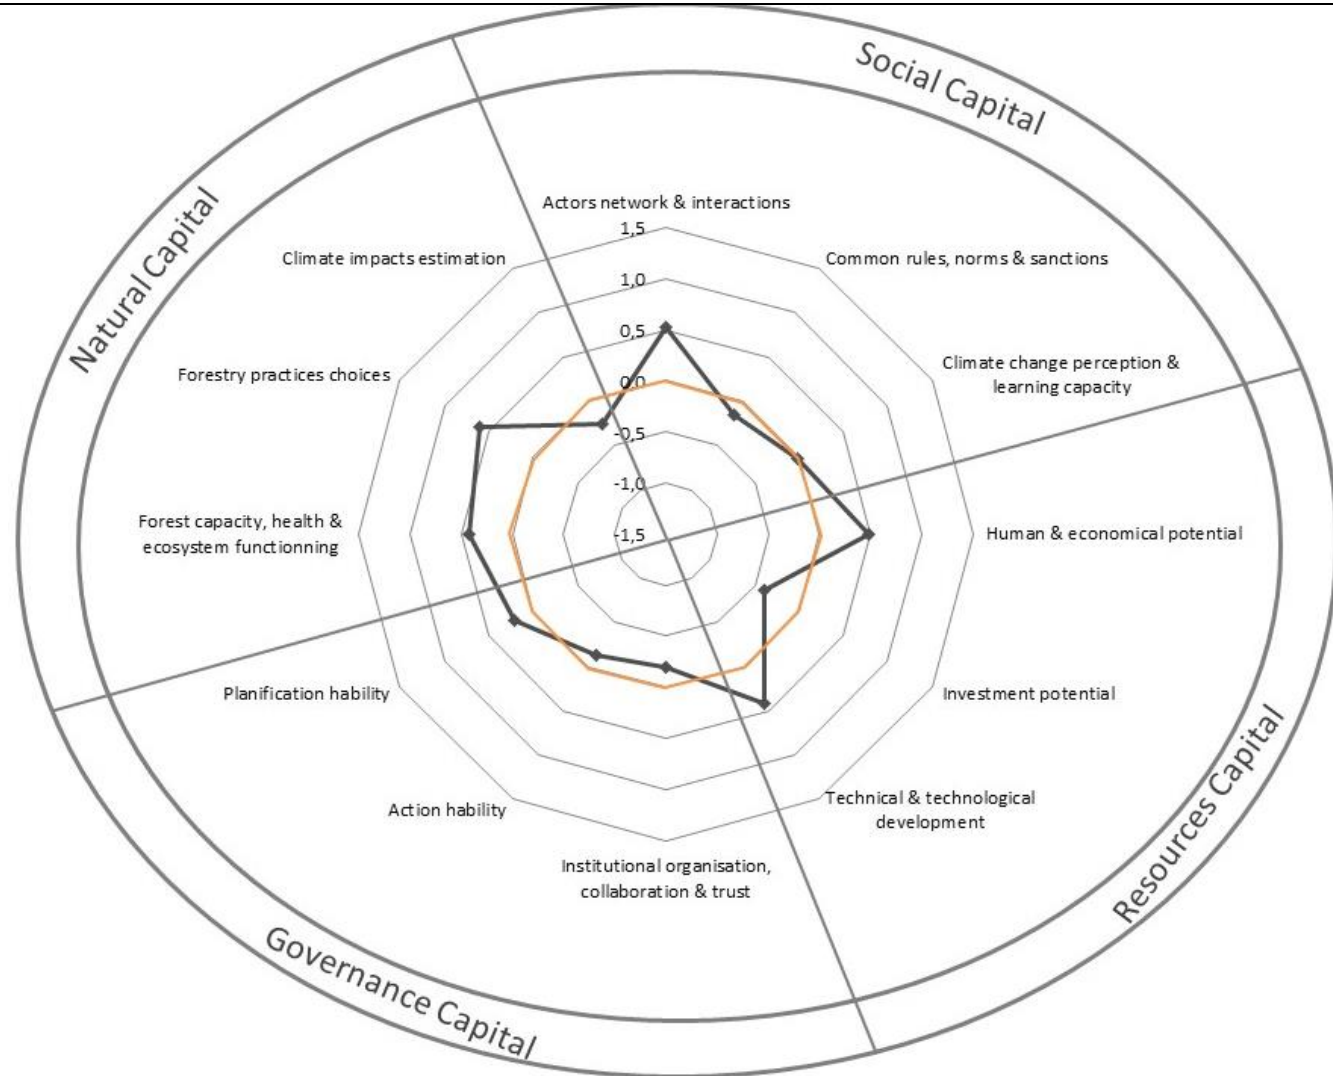 Social Capital
Natural Capital
Actors network & interactions
1,5
Climate impacts estimation
Common rules, norms & sanctions
1,0
0,5
Forestry practices choices
0,0
Climate change perception &
learning capacity
-0,5
-1,0
Forest capacity, health &
ecosystem functionning
-1,5
Human & economical potential
Planification hability
Investment potential
Action hability
Technical & technological
development
Institutional organisation,
collaboration & trust
Resources Capital
Governance Capital